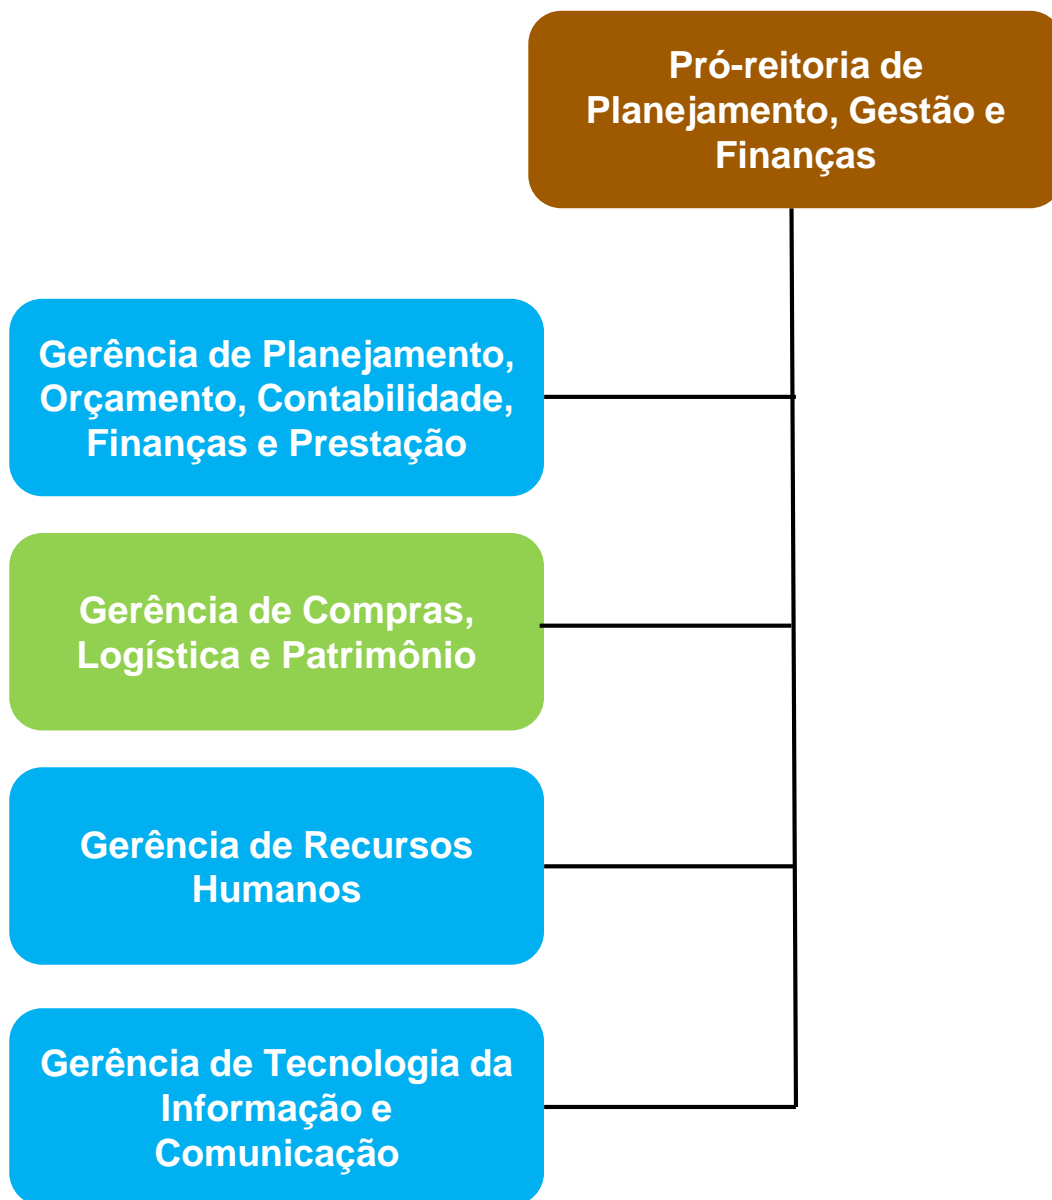 Pró-reitoria de
Planejamento, Gestão e
Finanças
Gerência de Planejamento,
Orçamento, Contabilidade,
Finanças e Prestação
Gerência de Compras,
Logística e Patrimônio
Gerência de Recursos
Humanos
Gerência de Tecnologia da
Informação e
Comunicação